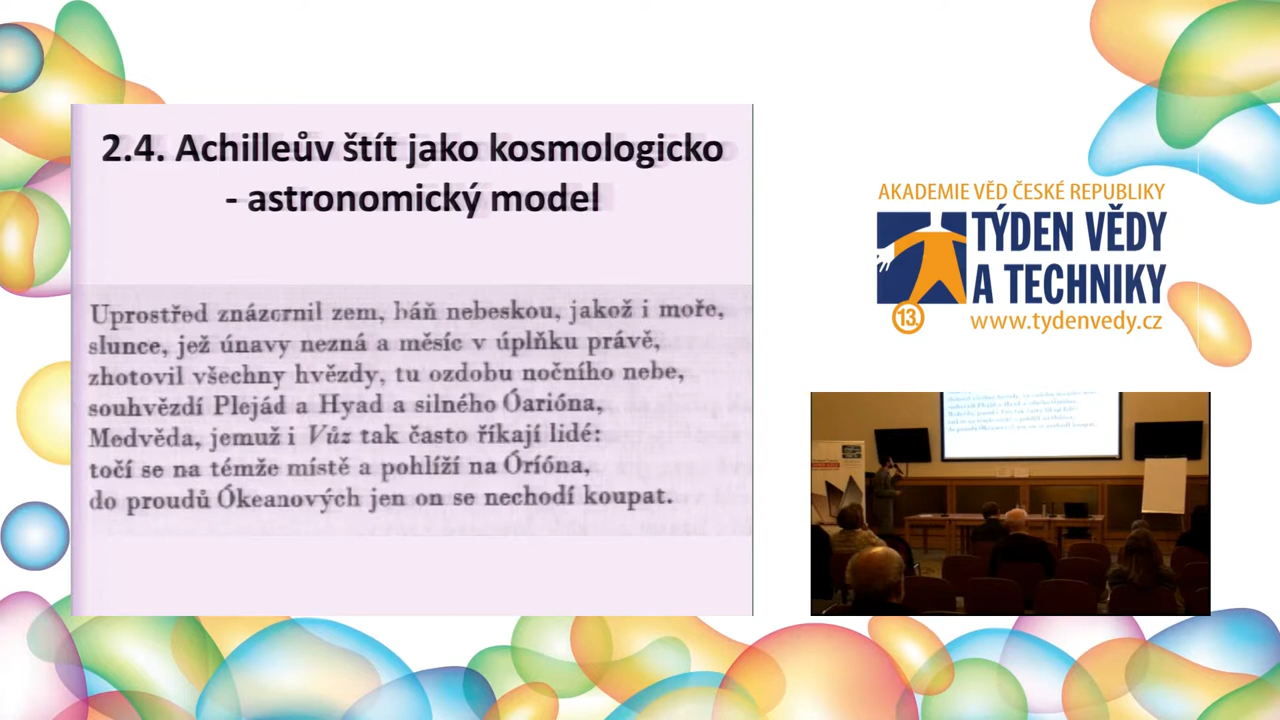 2.4. Achilleův štít jako kosmologicko
- astronomický model
Uprostřed znázornil zem, báň nebeskou, jakož i moře,
slunce, jež únavy nezná a měsíc v úplňku právě,
zhotovil všechny hvězdy, tu ozdobu nočního nebe,
souhvězdí Plejád a Hyad a silného Óarióna,
Medvěda, jemuž i Vůz tak často říkají lidé:
točí se na témže místě a pohlíží na Óríóna,
do proudů Ókeanových jen on se nechodí koupat.
AKADEMIE VĚD ČESKÉ REPUBLIKY
TÝDEN VĚDY
A TECHNIKY
13.
www.tydenvedy.cz